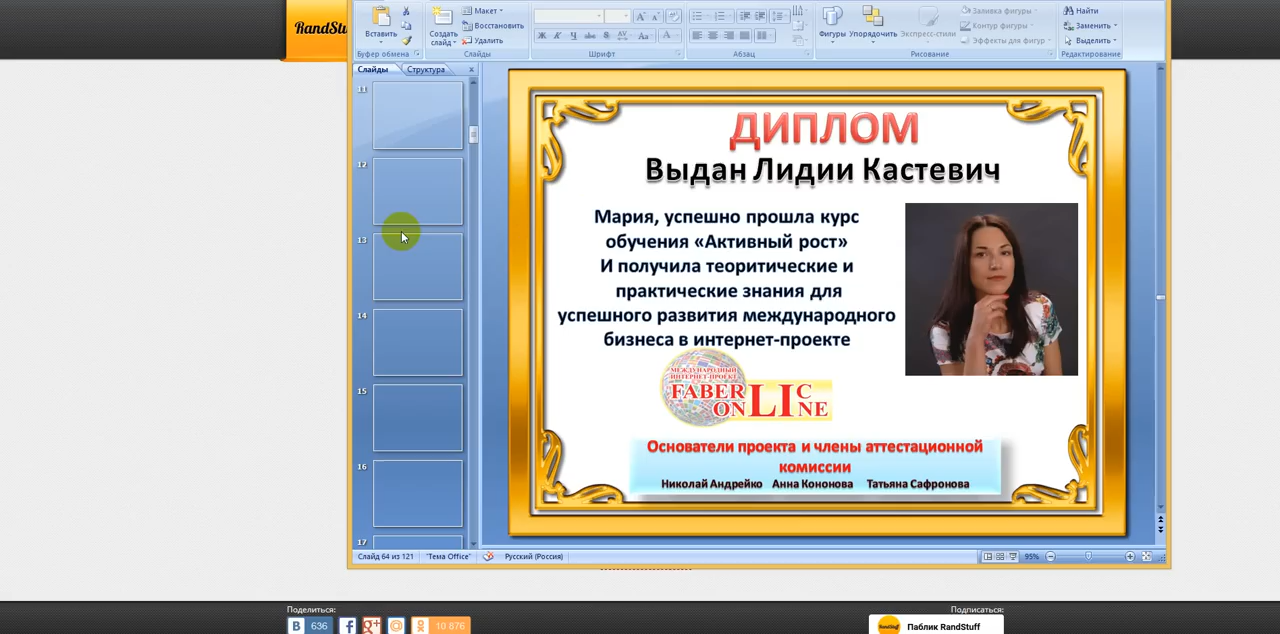 RandStu
Вставить
Создать слайд
Макет
Восстановить
Удалить
Фигуры
Упорядочить
Экспресс-стили
Заливка фигуры
Контур фигуры
Эффекты для фигур
Найти
Заменить
Выделить
Буфер обмена
Слайды
Шрифт
Абзац
Рисование
Редактирование
Слайды
Структура
11
12
13
14
15
16
17
ДИПЛОМ
Выдан Лидии Кастевич
Мария, успешно прошла курс
обучения «Активный рост»
И получила теоритические и
практические знания для
успешного развития международного
бизнеса в интернет-проекте
МЕЖДУНАРОДНЫЙ
ИНТЕРНЕТ-ПРОЕКТ
FABERLIC
ONLINE
Основатели проекта и члены аттестационной
комиссии
Николай Андрейко Анна Кононова Татьяна Сафронова
Слайд 64 из 121
"Тема Office"
Русский (Россия)
95%
Поделиться:
636
10 876
Подписаться:
Паблик RandStuff